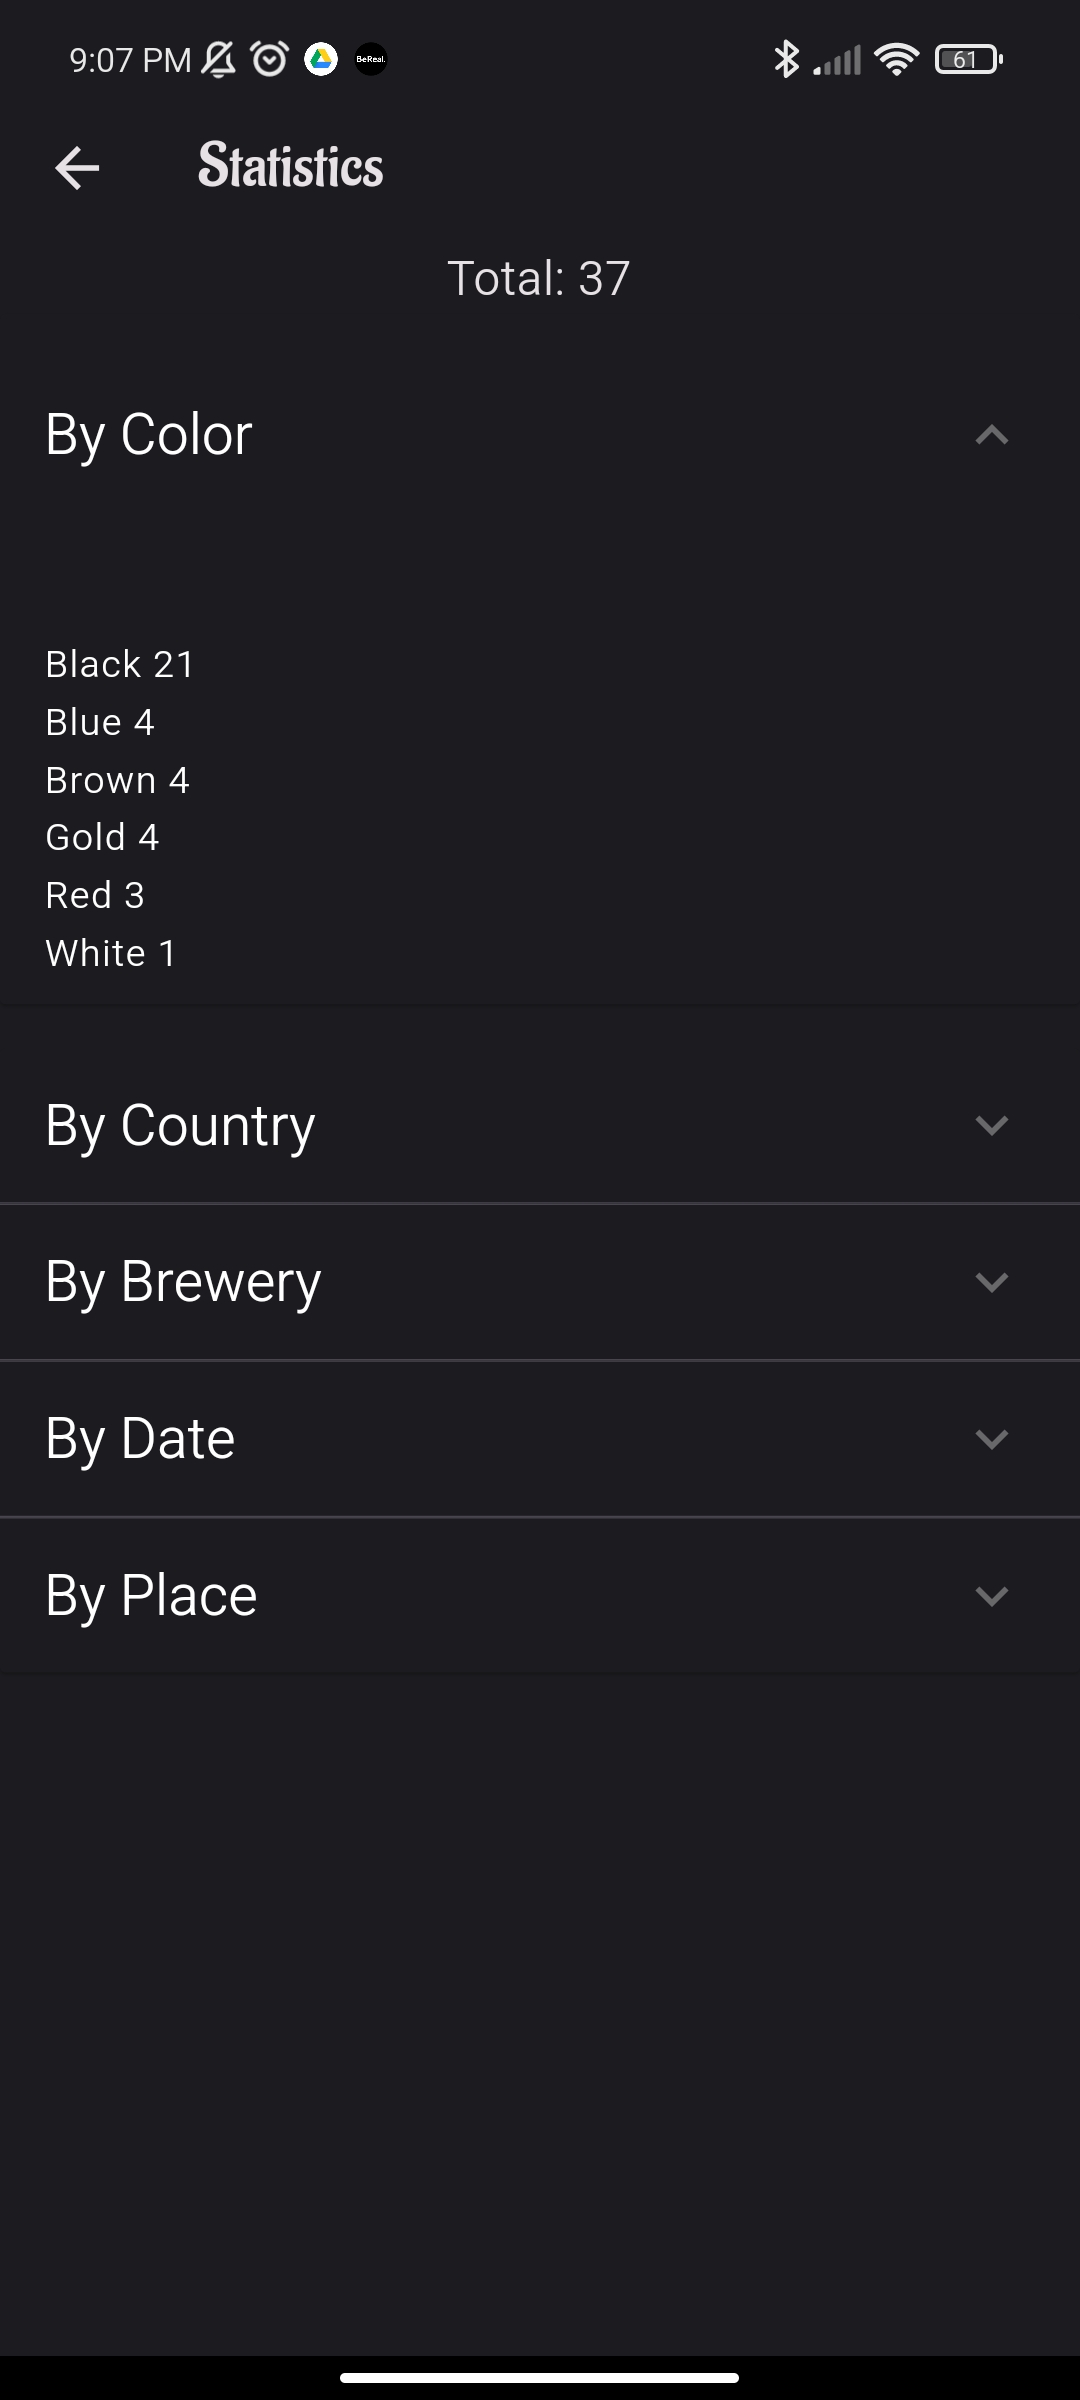 9:07 PM BeReal. 61
Statistics
Total: 37
By Color
Black 21
Blue 4
Brown 4
Gold 4
Red 3
White 1
By Country
By Brewery
By Date
By Place